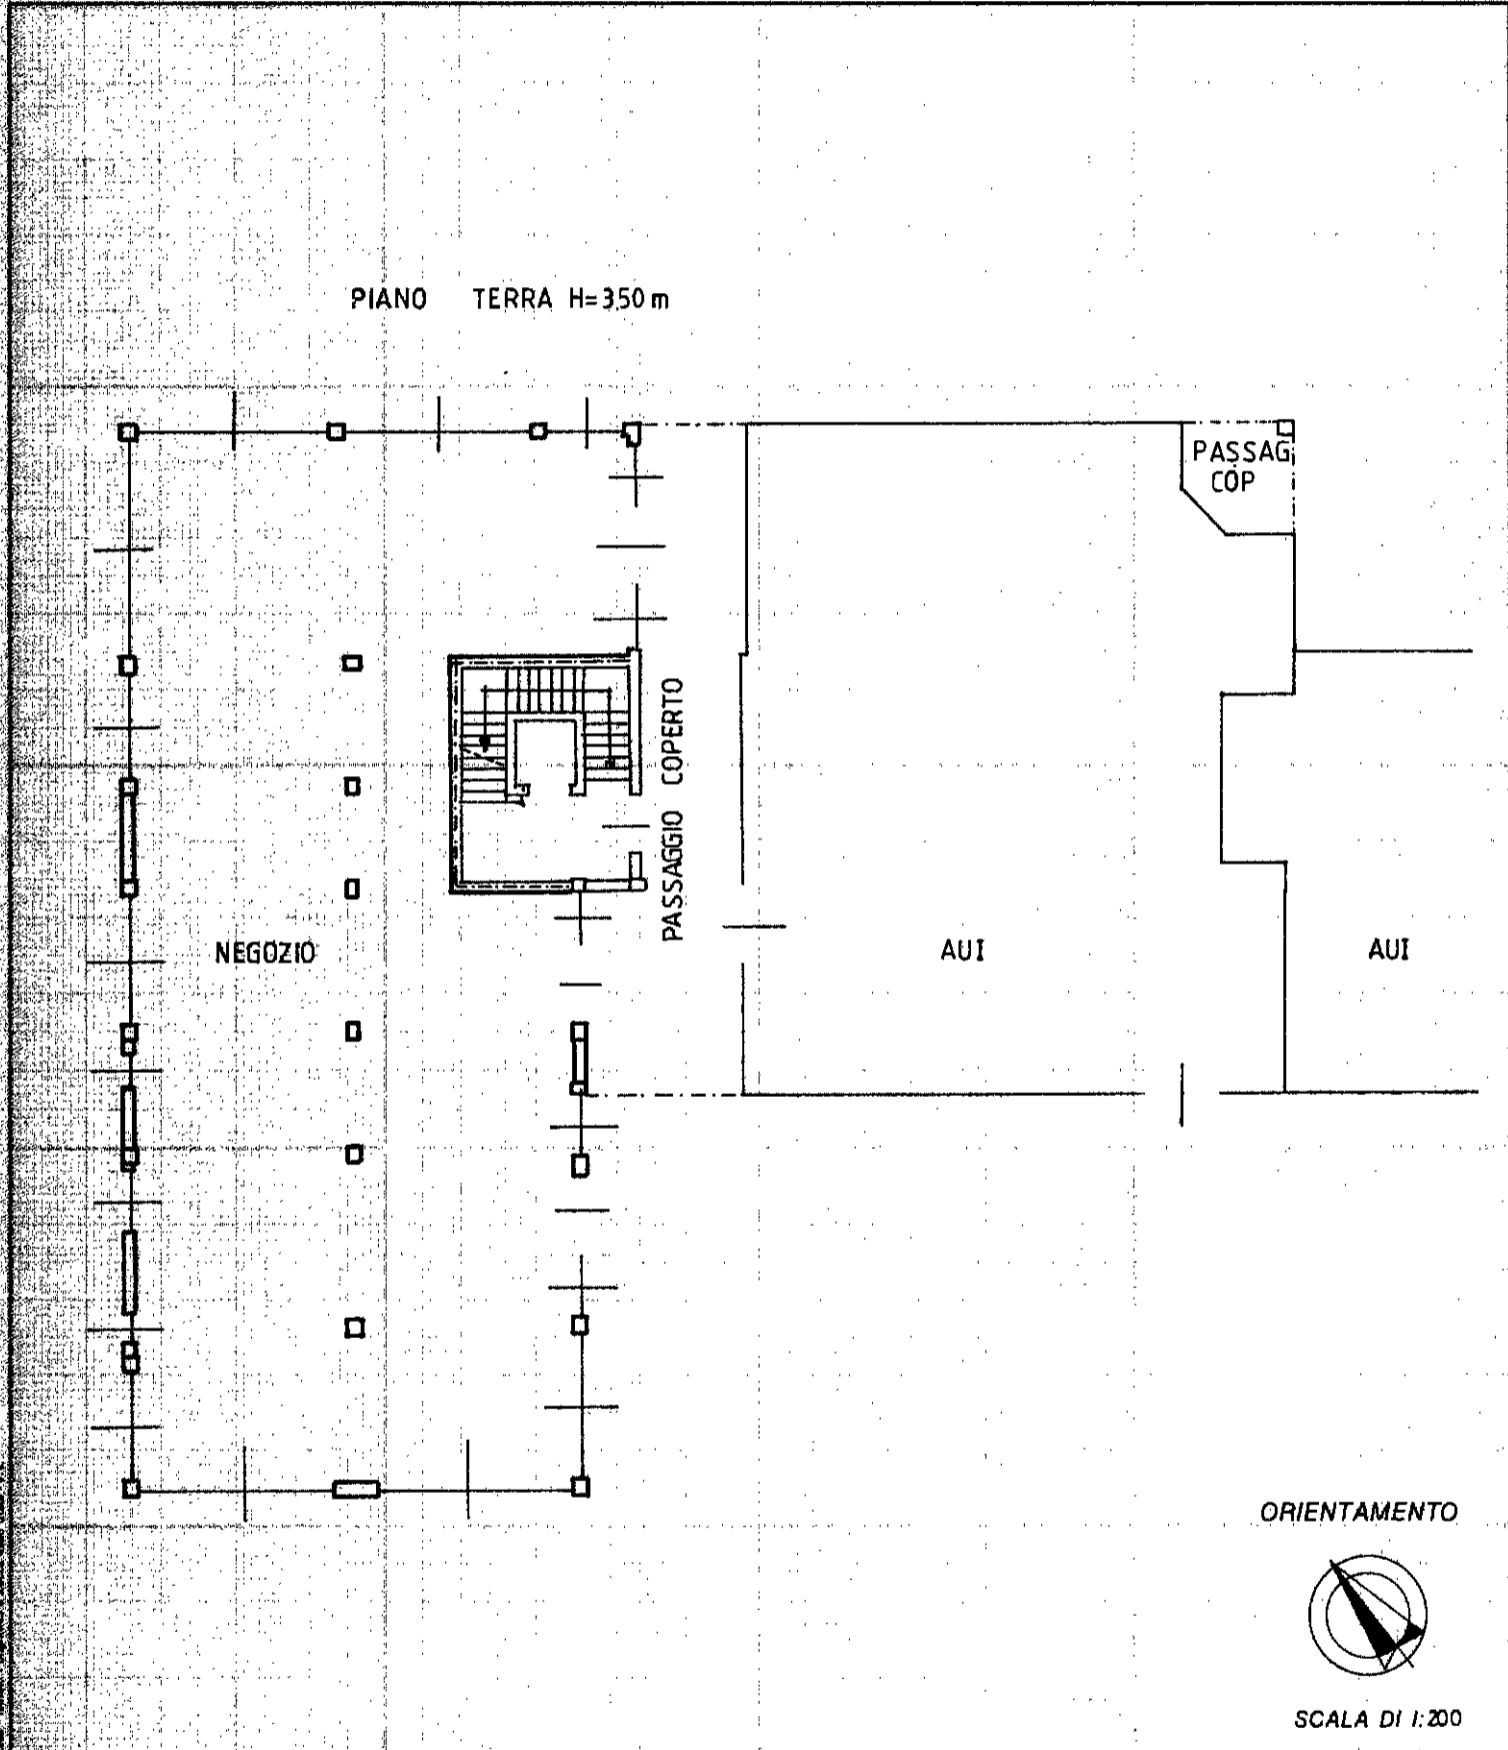 PIANO TERRA H=3,50 m
PASSAG
COP
PASSAGGIO COPERTO
NEGOZIO
AUI
AUI
ORIENTAMENTO
SCALA DI 1:200